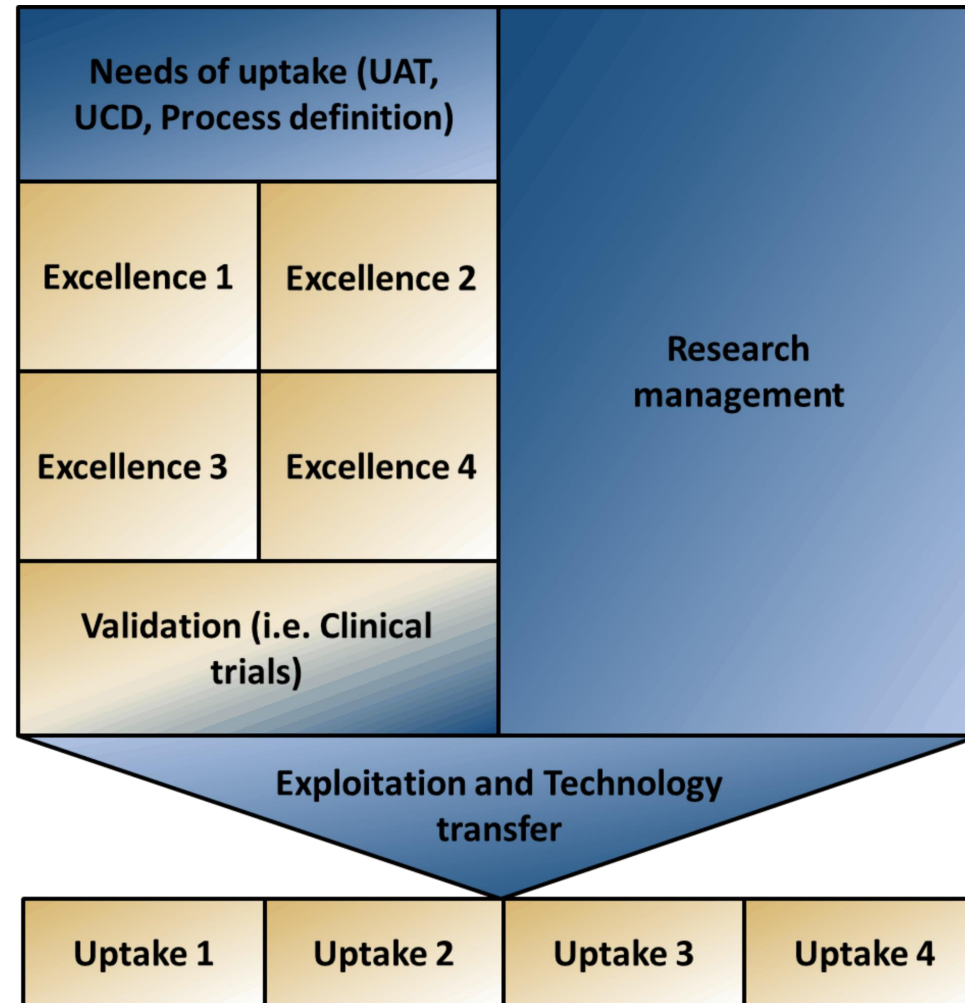 Needs of uptake (UAT,
UCD, Process definition)
Excellence 1
Excellence 2
Research
management
Excellence 3
Excellence 4
Validation (i.e. Clinical
trials)
Exploitation and Technology
transfer
Uptake 1
Uptake 2
Uptake 3
Uptake 4